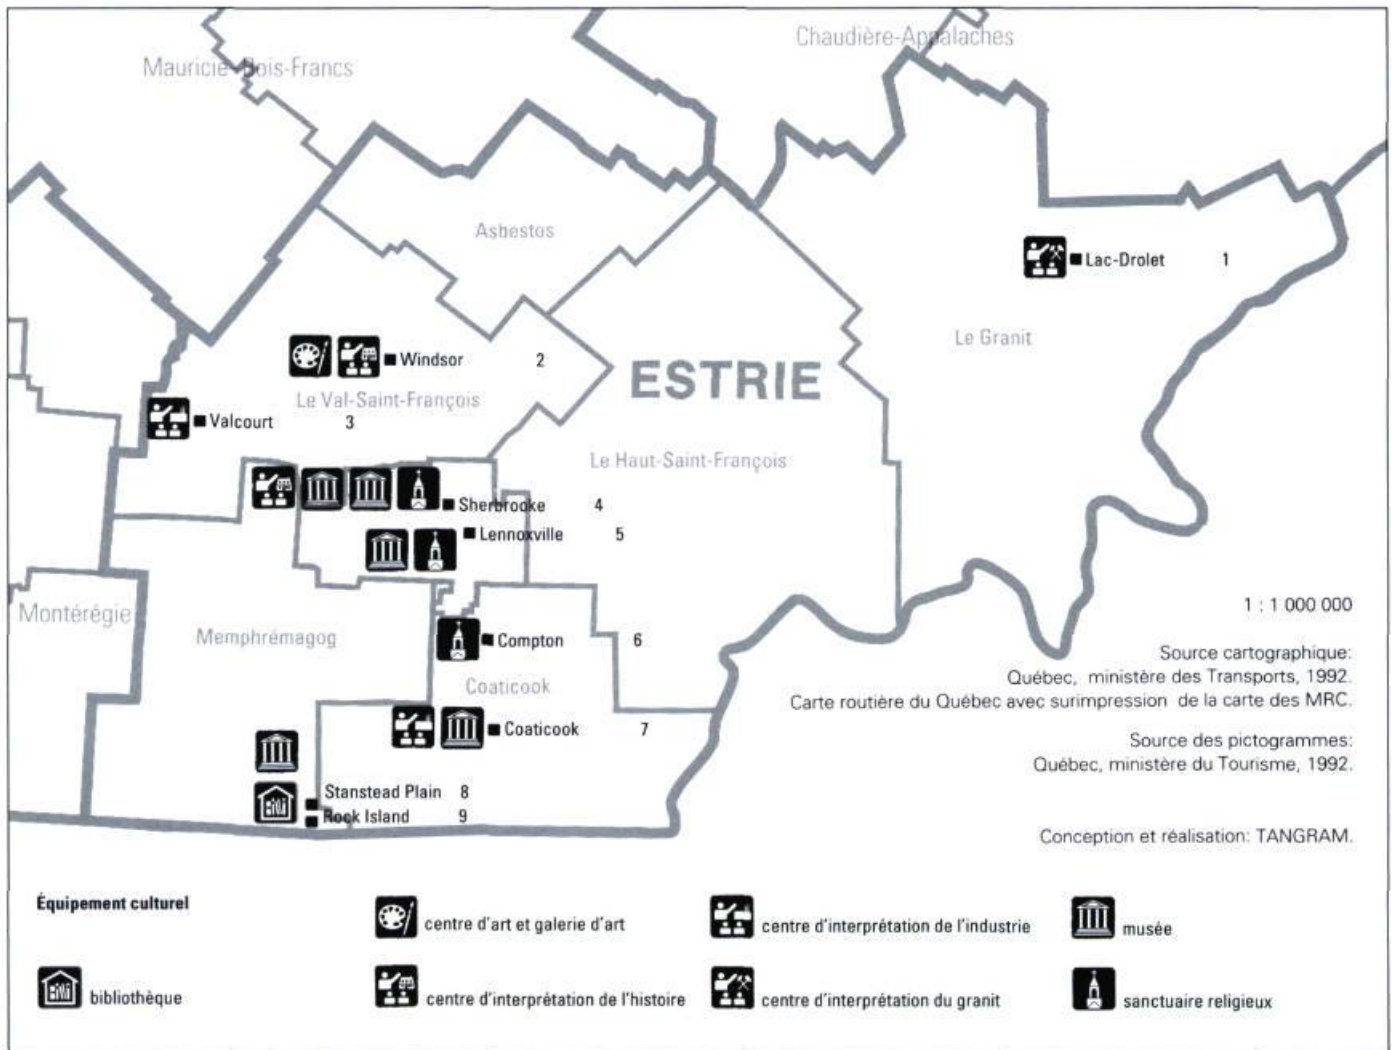 Chaudière-Appalaches
Mauricie-Bois-Francs
Asbestos
Lac-Drolet 1
Le Granit
Windsor 2
ESTRIE
Le Val-Saint-François
Valcourt 3
Le Haut-Saint-François
Sherbrooke 4
Lennoxville 5
Montérégie
1 : 1 000 000
Memphrémagog
Compton 6
Source cartographique:
Québec, ministère des Transports, 1992.
Carte routière du Québec avec surimpression de la carte des MRC.
Coaticook
Coaticook 7
Source des pictogrammes:
Québec, ministère du Tourisme, 1992.
Stanstead Plain 8
Rock Island 9
Conception et réalisation: TANGRAM.
Équipement culturel
centre d'art et galerie d'art
centre d'interprétation de l'industrie
musée
bibliothèque
centre d'interprétation de l'histoire
centre d'interprétation du granit
sanctuaire religieux